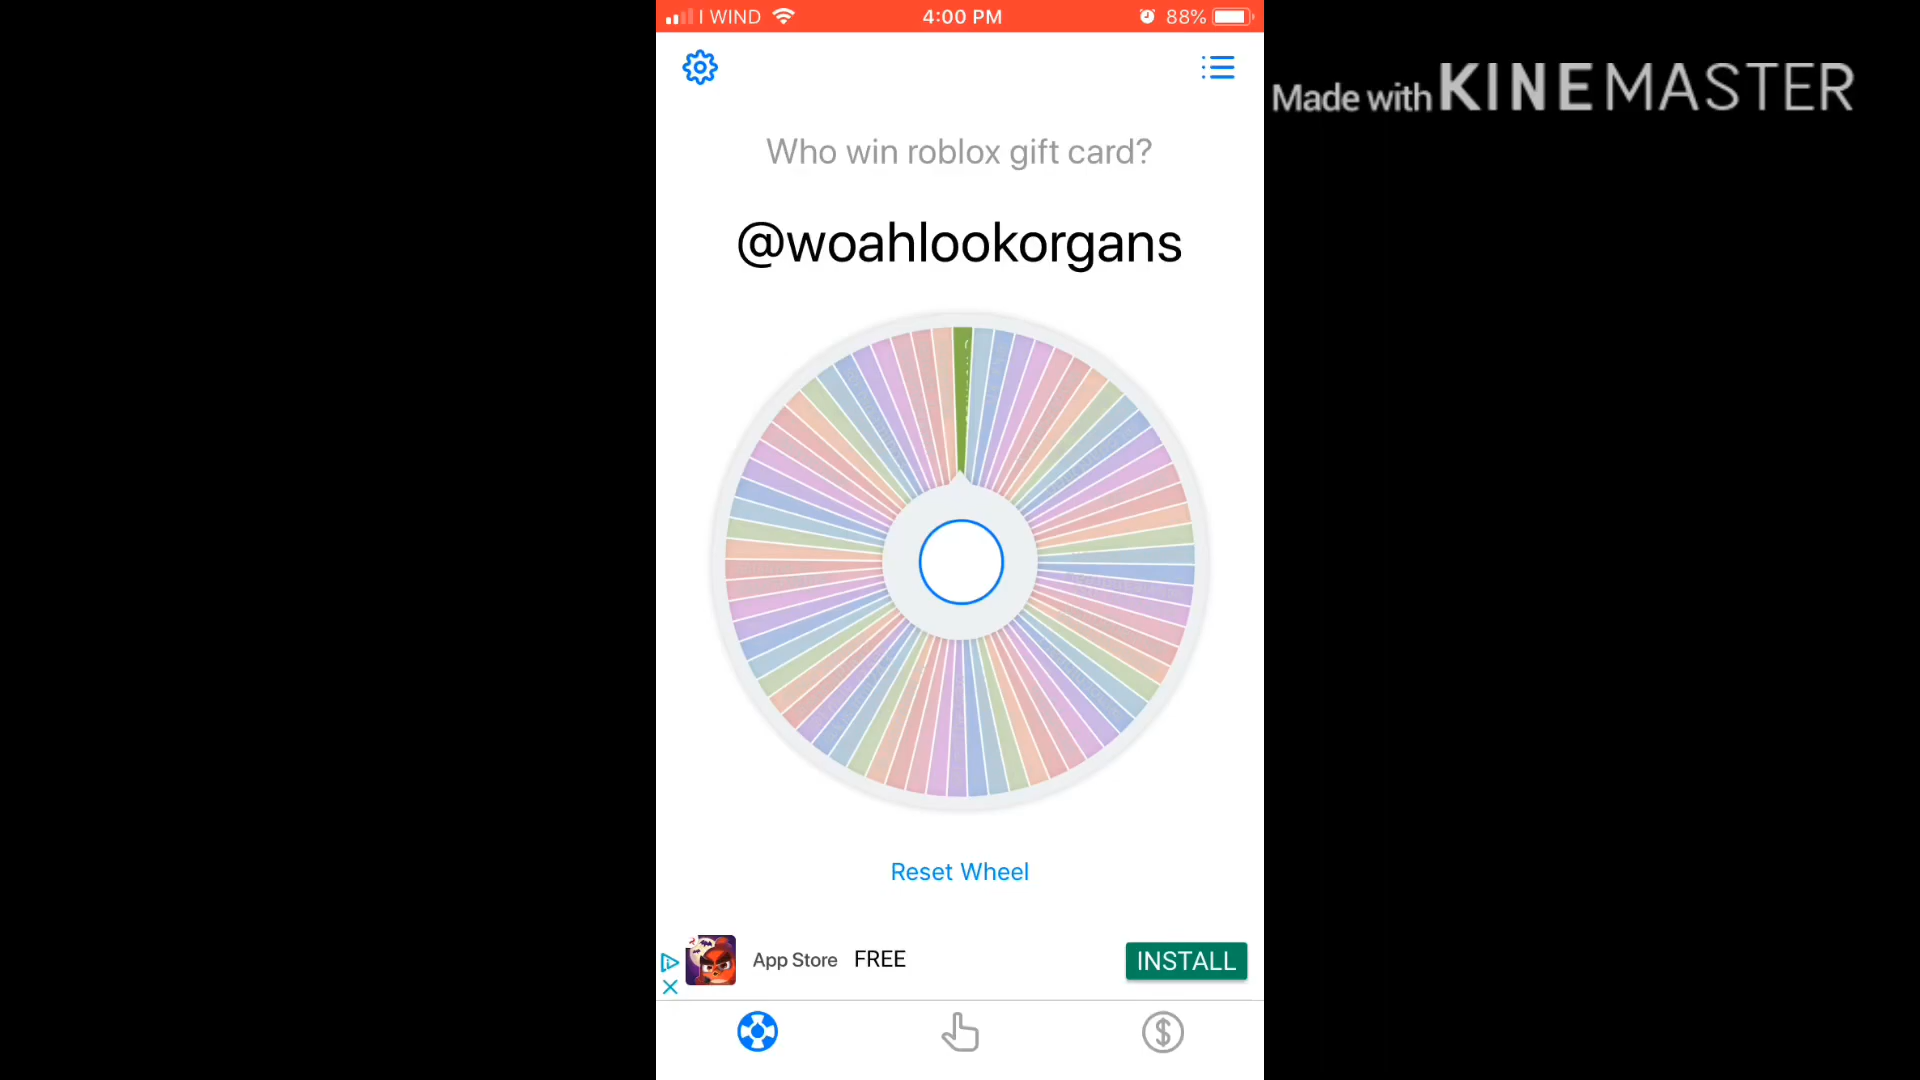 I WIND
4:00 PM
88%
Made with KINEMASTER
Who win roblox gift card?
@woahlookorgans
Reset Wheel
App Store FREE
INSTALL